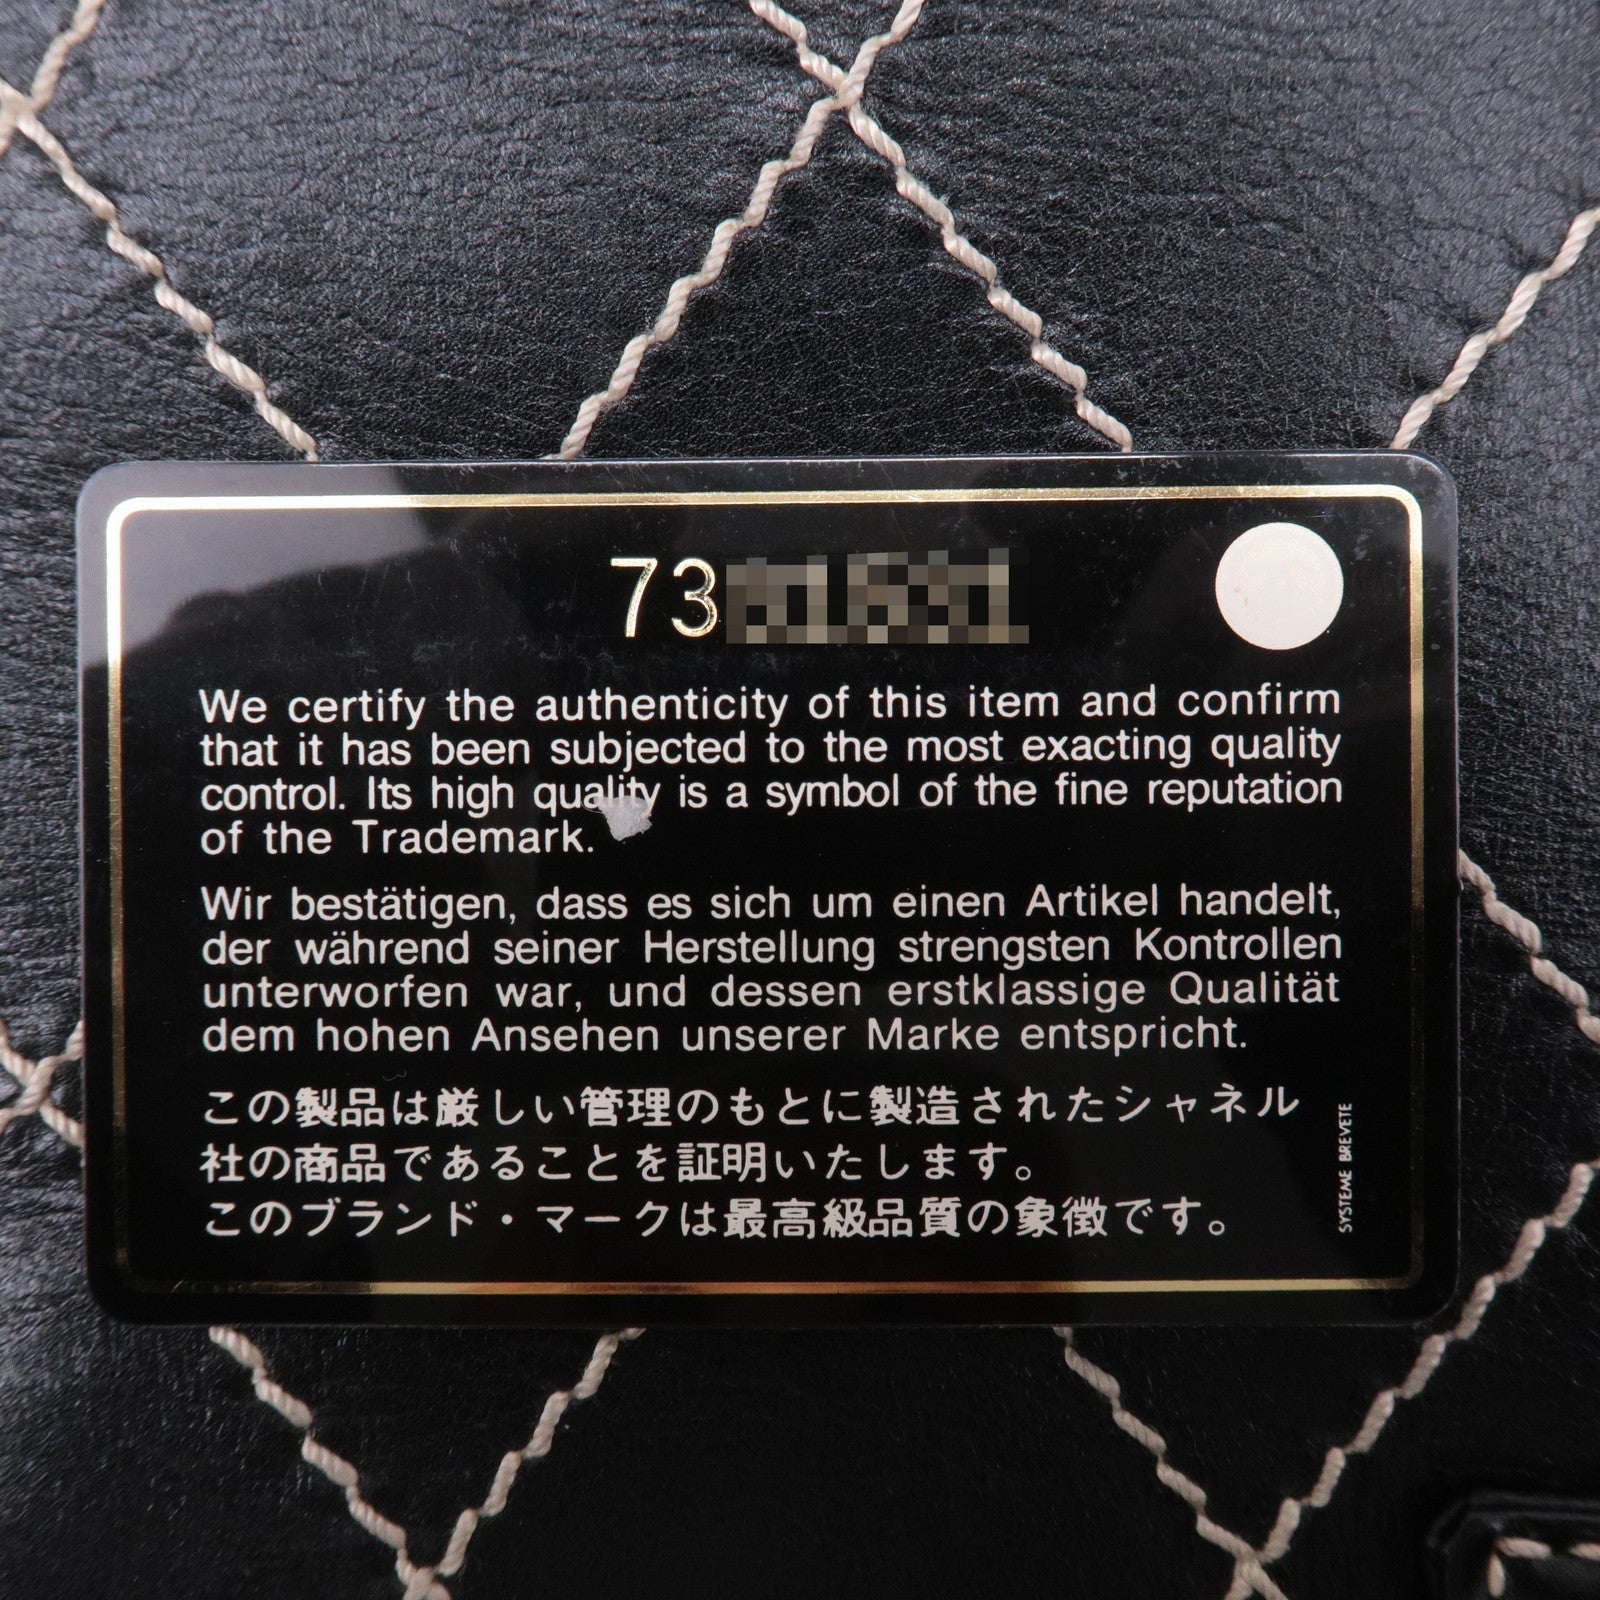 73
We certify the authenticity of this item and confirm
that it has been subjected to the most exacting quality
control. Its high quality is a symbol of the fine reputation
of the Trademark.
Wir bestätigen, dass es sich um einen Artikel handelt,
der während seiner Herstellung strengsten Kontrollen
unterworfen war, und dessen erstklassige Qualität
dem hohen Ansehen unserer Marke entspricht.
この製品は厳しい管理のもとに製造されたシャネル
社の商品であることを証明いたします。
このブランド・マークは最高級品質の象徴です。
SYSTEME BREVETE